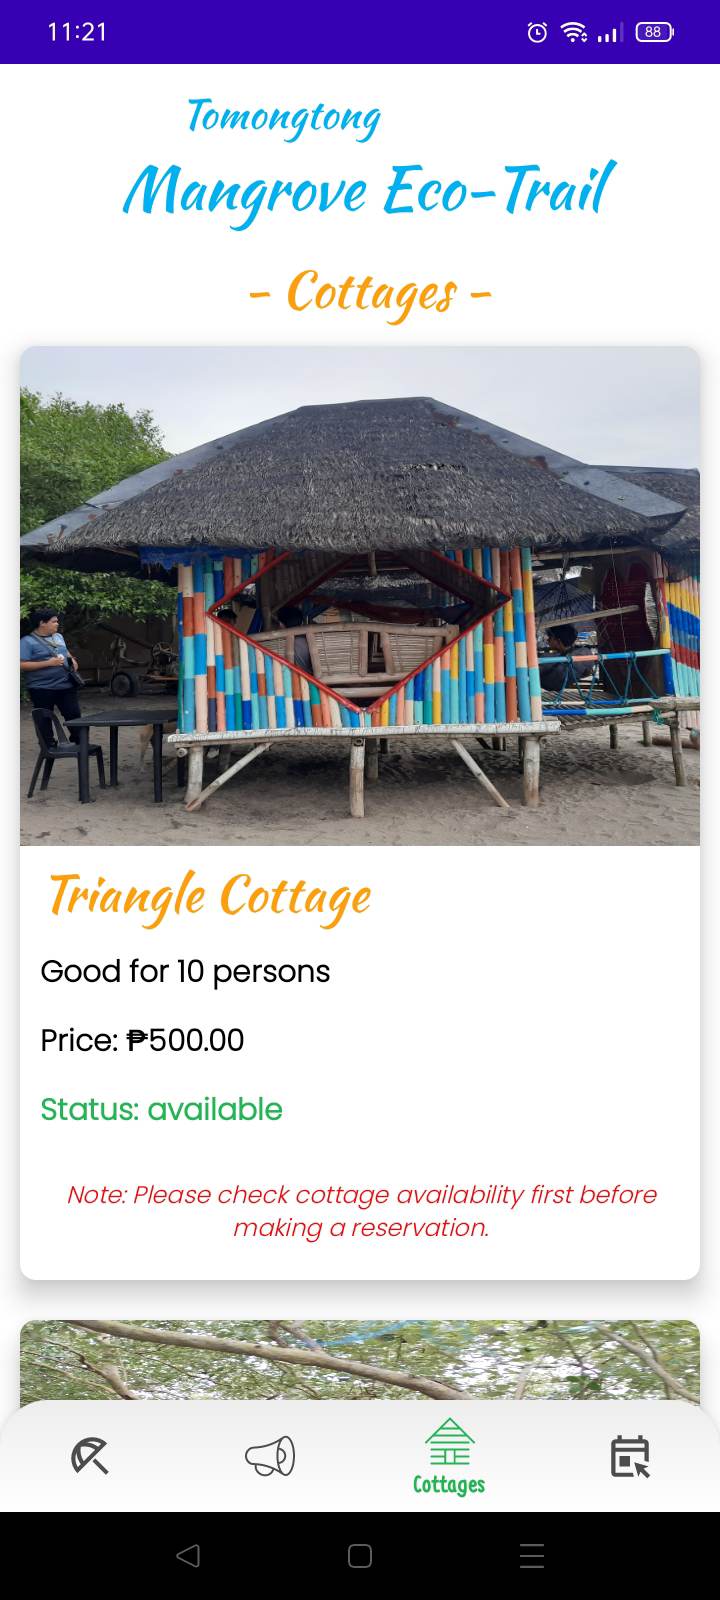 11:21
88
Tomongtong
Mangrove Eco-Trail
- Cottages -
Triangle Cottage
Good for 10 persons
Price: ₱500.00
Status: available
Note: Please check cottage availability first before
making a reservation.
Cottages